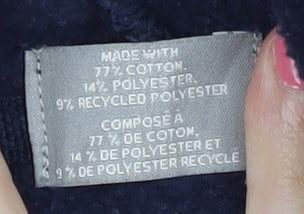 MADE WITH
77% COTTON.
14% POLYESTER.
9% RECYCLED POLYESTER
COMPOSÉ À
77 % DE COTON.
14 % DE POLYESTER ET
9 % DE POLYESTER RECYCLÉ